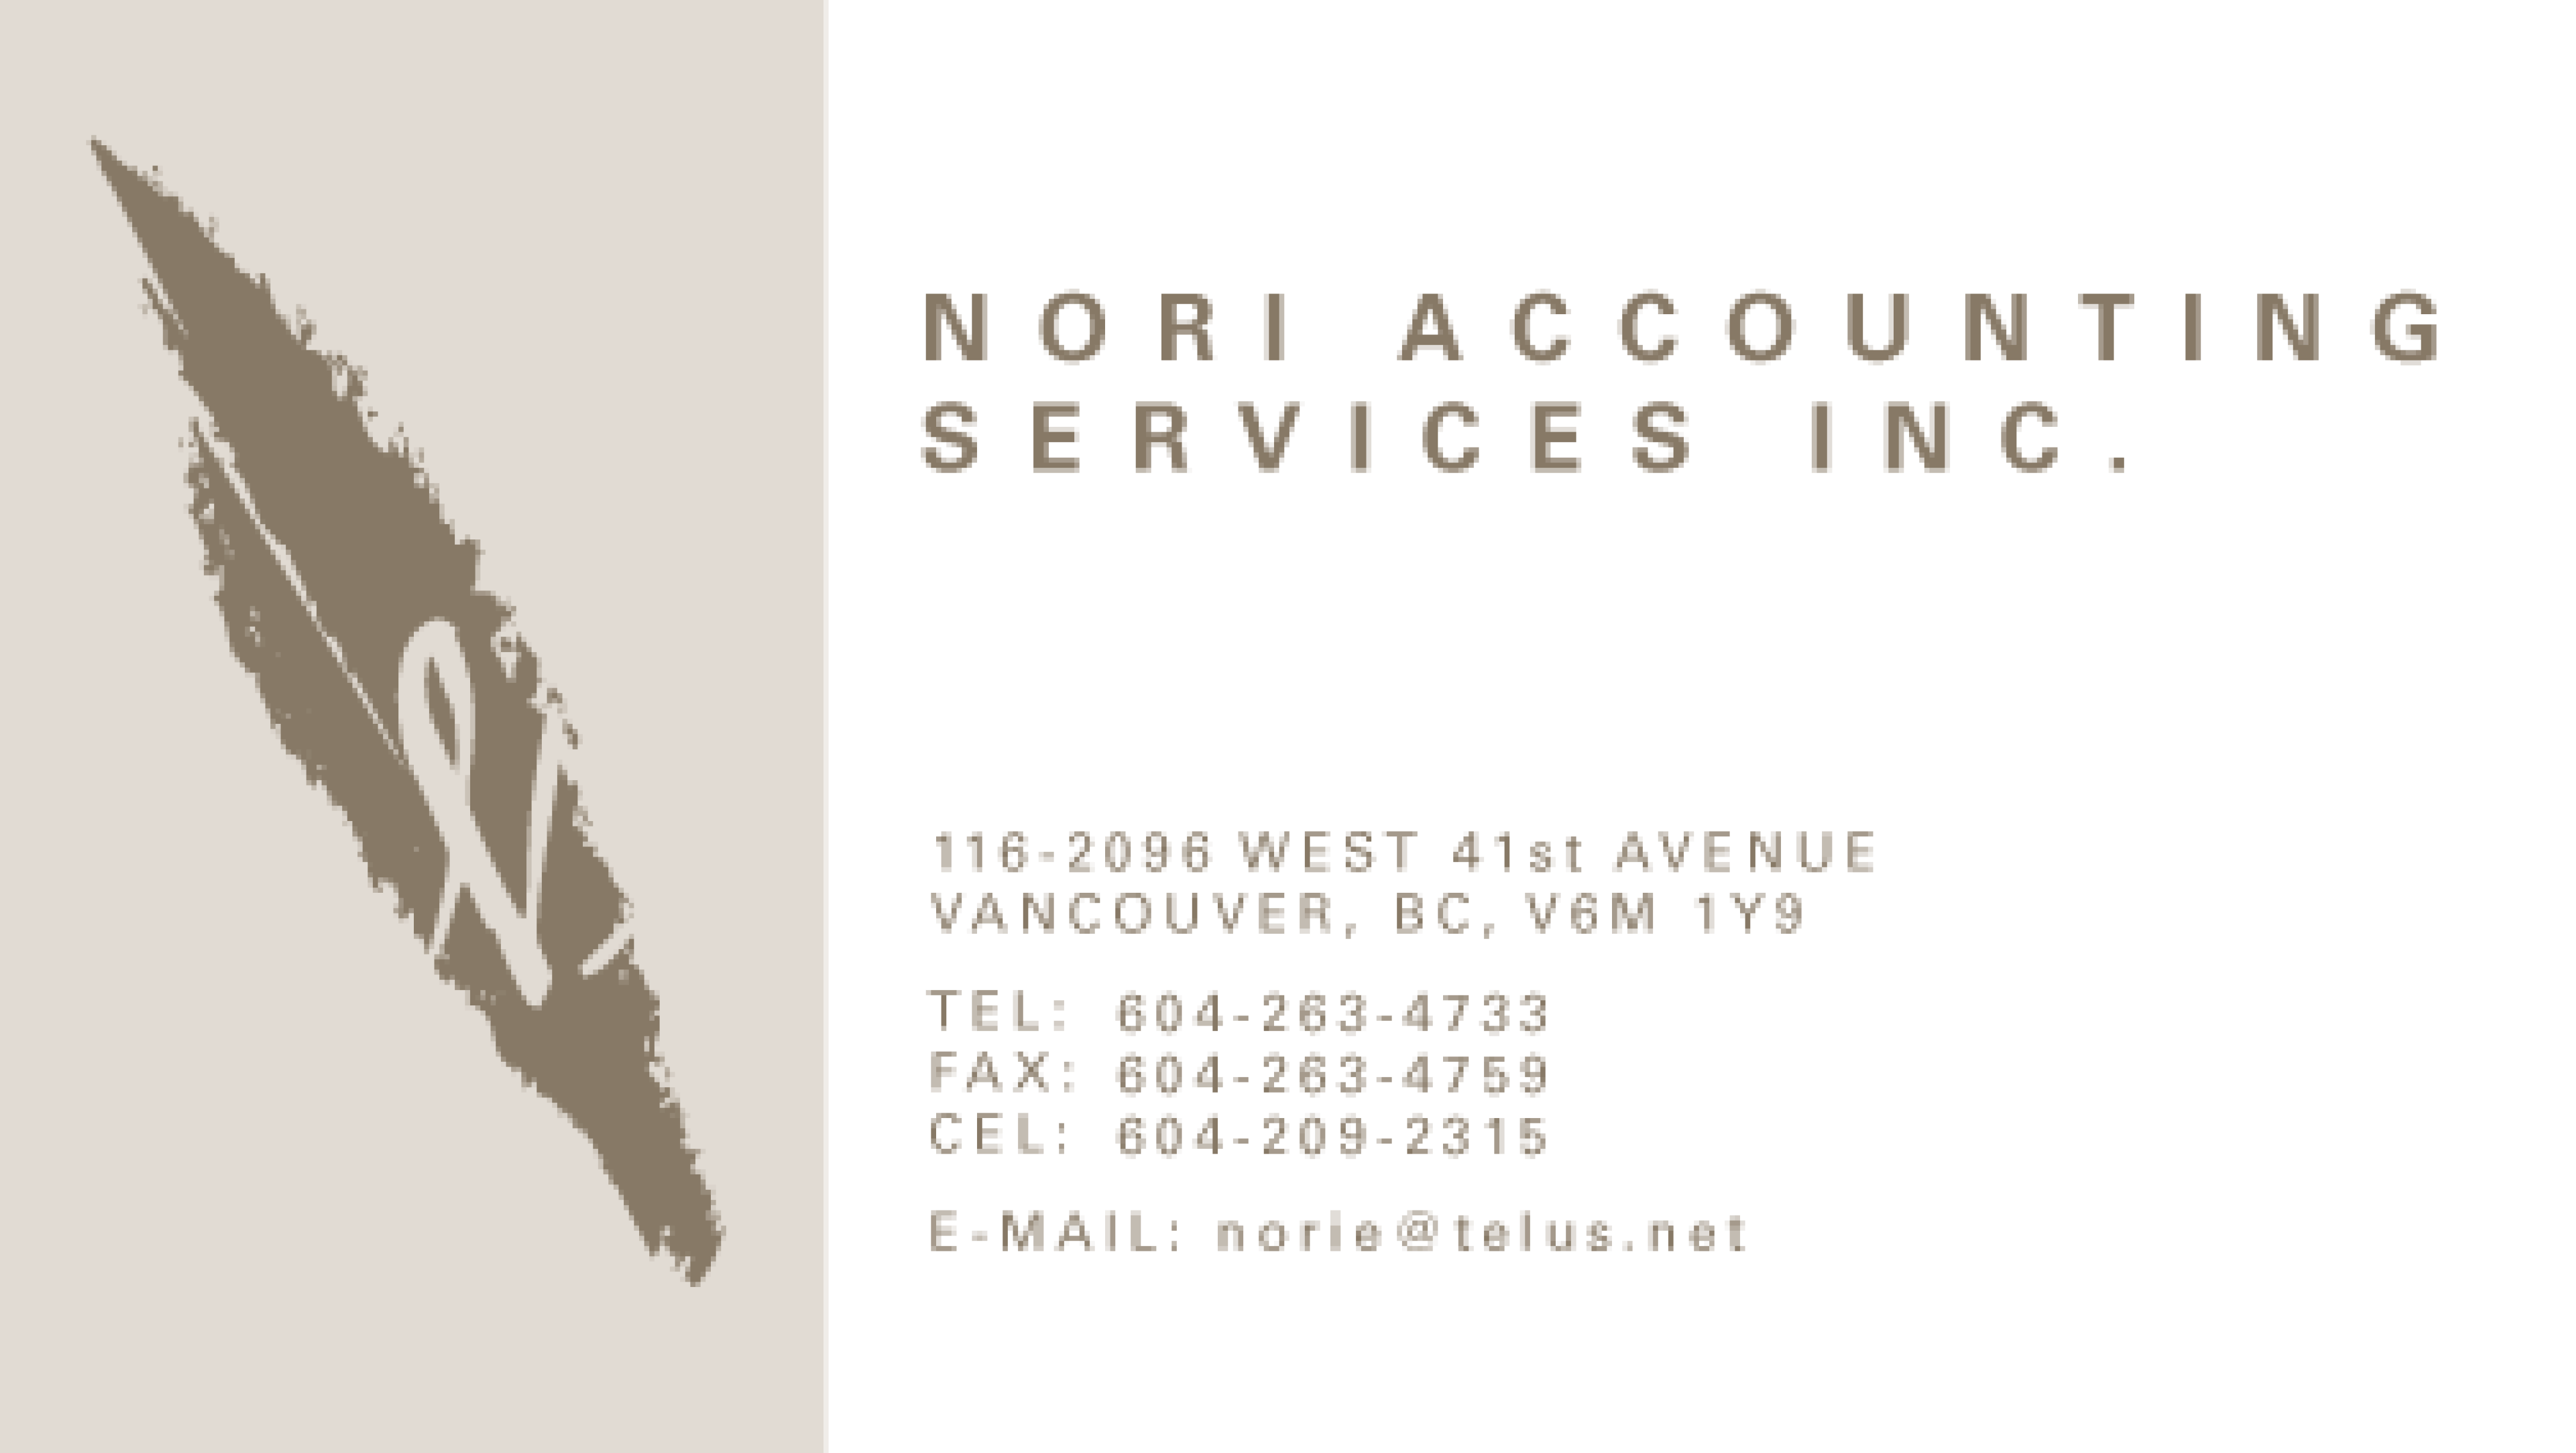 NORI ACCOUNTING
SERVICES INC.
116-2096 WEST 41st AVENUE
VANCOUVER, BC, V6M 1Y9
TEL: 604-263-4733
FAX: 604-263-4759
CEL: 604-209-2315
E-MAIL: norie@telus.net